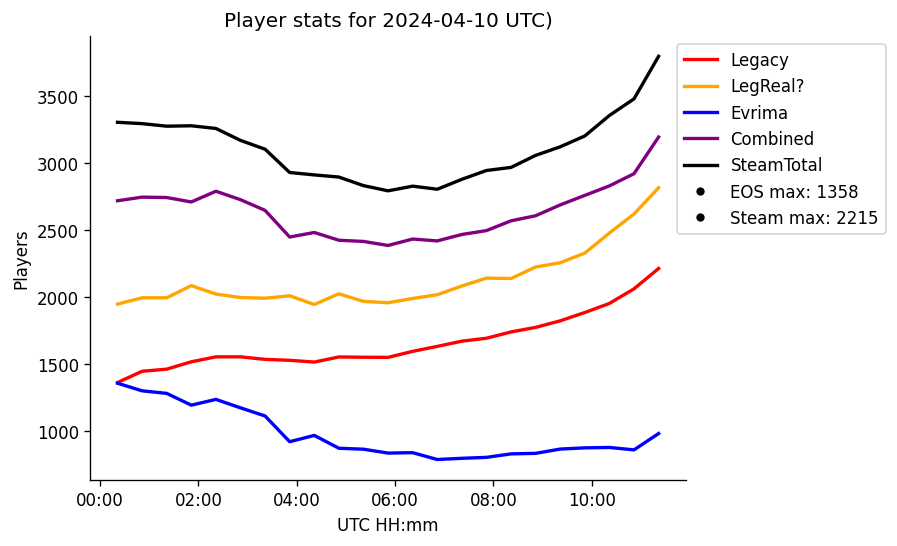 Player stats for 2024-04-10 UTC)
Players
3500
3000
2500
2000
1500
1000
00:00 02:00 04:00 06:00 08:00 10:00
UTC HH:mm
Legacy
LegReal?
Evrima
Combined
SteamTotal
EOS max: 1358
Steam max: 2215